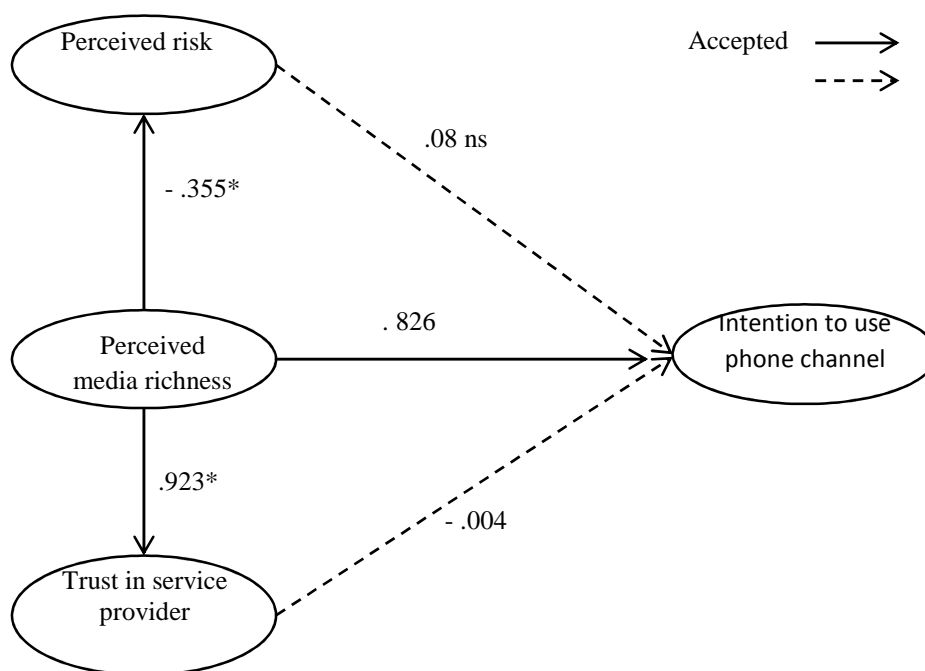 Perceived risk
Accepted
.08 ns
- .355*
. 826
Perceived
media richness
Intention to use
phone channel
.923*
- .004
Trust in service
provider